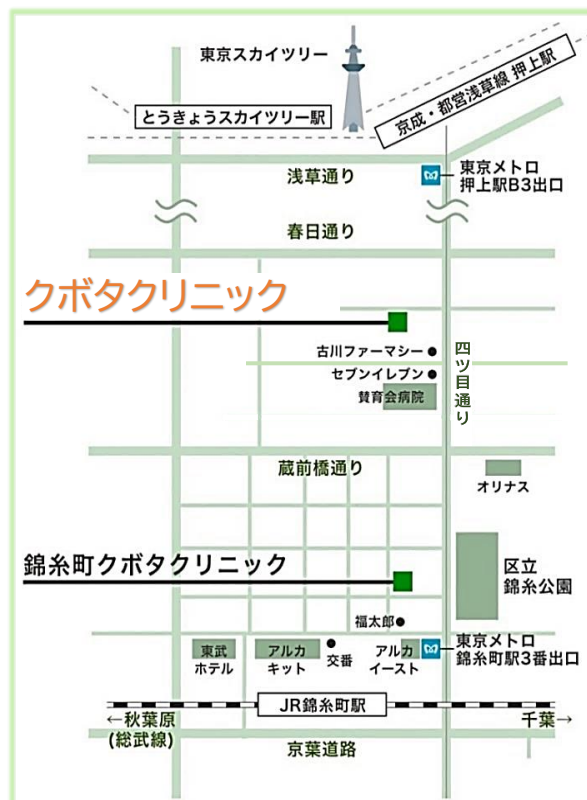 東京スカイツリー
京成・都営浅草線 押上駅
とうきょうスカイツリー駅
浅草通り
東京メトロ
押上駅B3出口
春日通り
クボタクリニック
古川ファーマシー
四ツ目通り
セブンイレブン
賛育会病院
蔵前橋通り
オリナス
錦糸町クボタクリニック
区立
錦糸公園
福太郎
東武
ホテル
アルカ
キット
交番
アルカ
イースト
東京メトロ
錦糸町駅3番出口
JR錦糸町駅
←秋葉原
(総武線)
千葉→
京葉道路